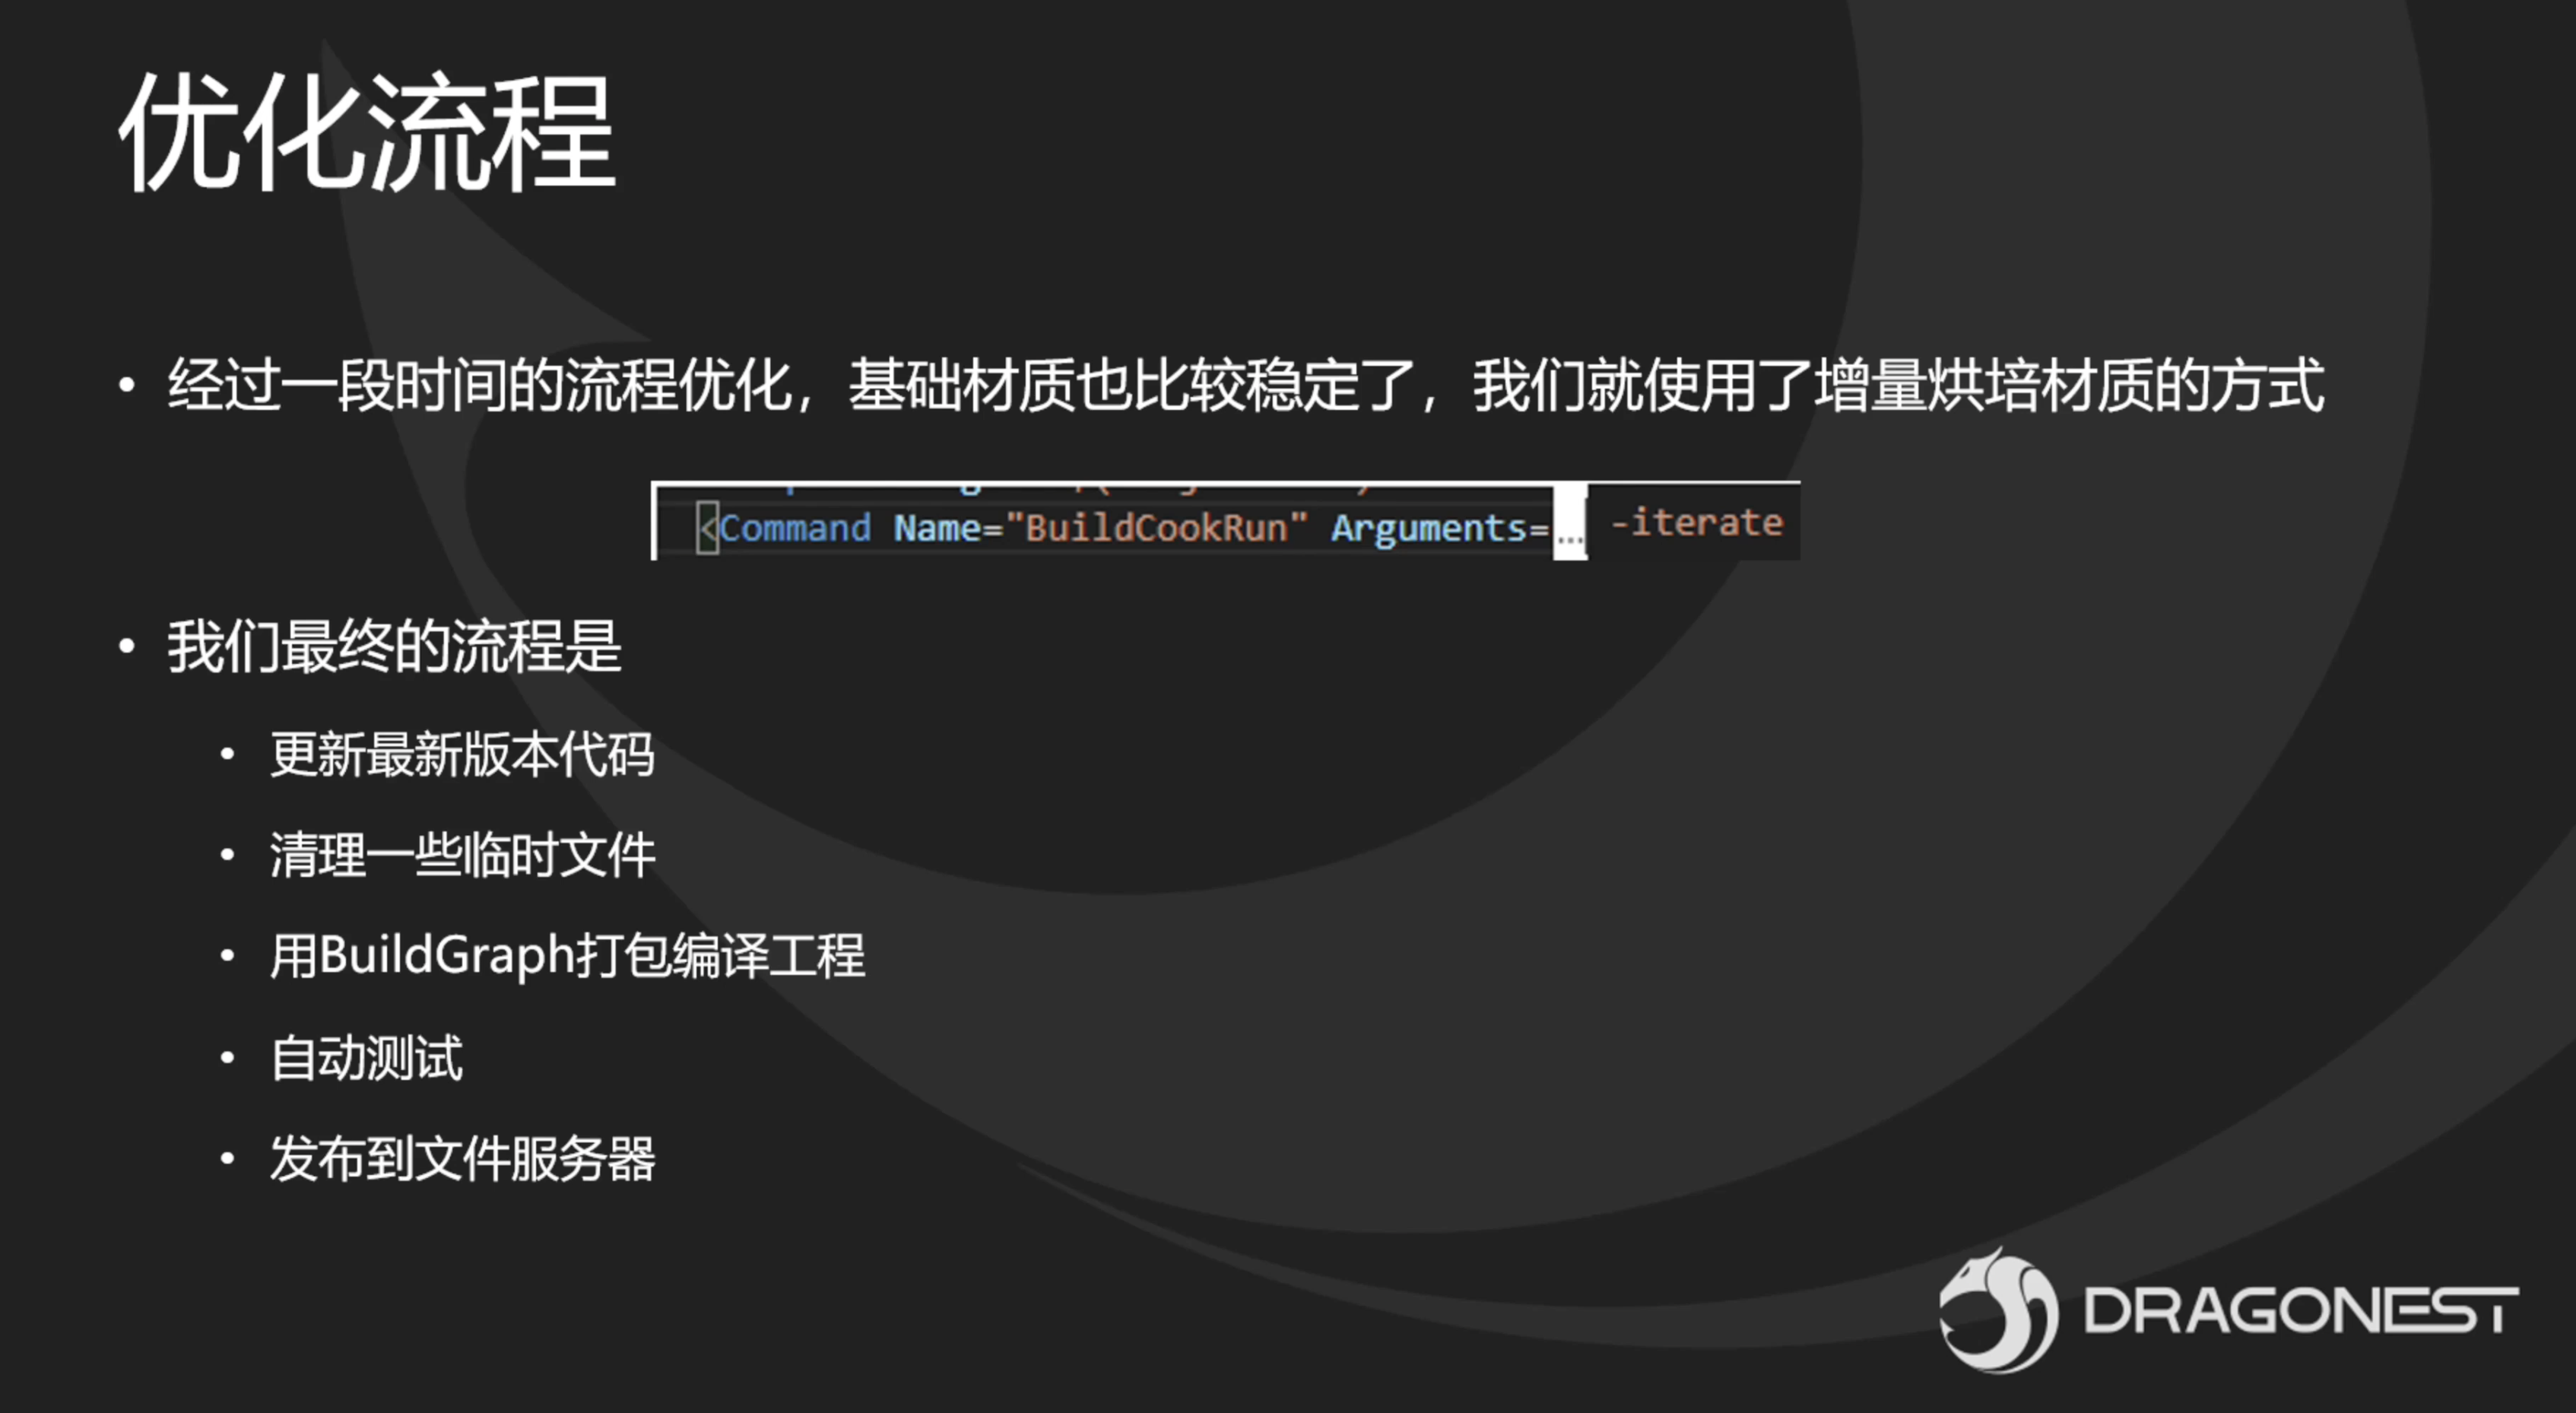 优化流程
• 经过一段时间的流程优化，基础材质也比较稳定了，我们就使用了增量烘培材质的方式
<Command Name="BuildCookRun" Arguments=... -iterate
• 我们最终的流程是
• 更新最新版本代码
• 清理一些临时文件
• 用BuildGraph打包编译工程
• 自动测试
• 发布到文件服务器
DRAGONEST